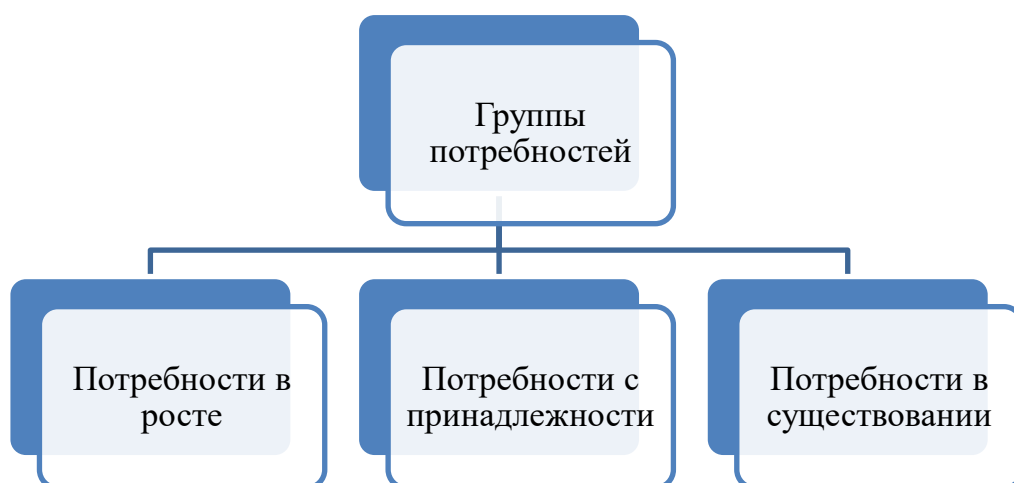 Группы
потребностей
Потребности в
росте
Потребности с
принадлежности
Потребности в
существовании